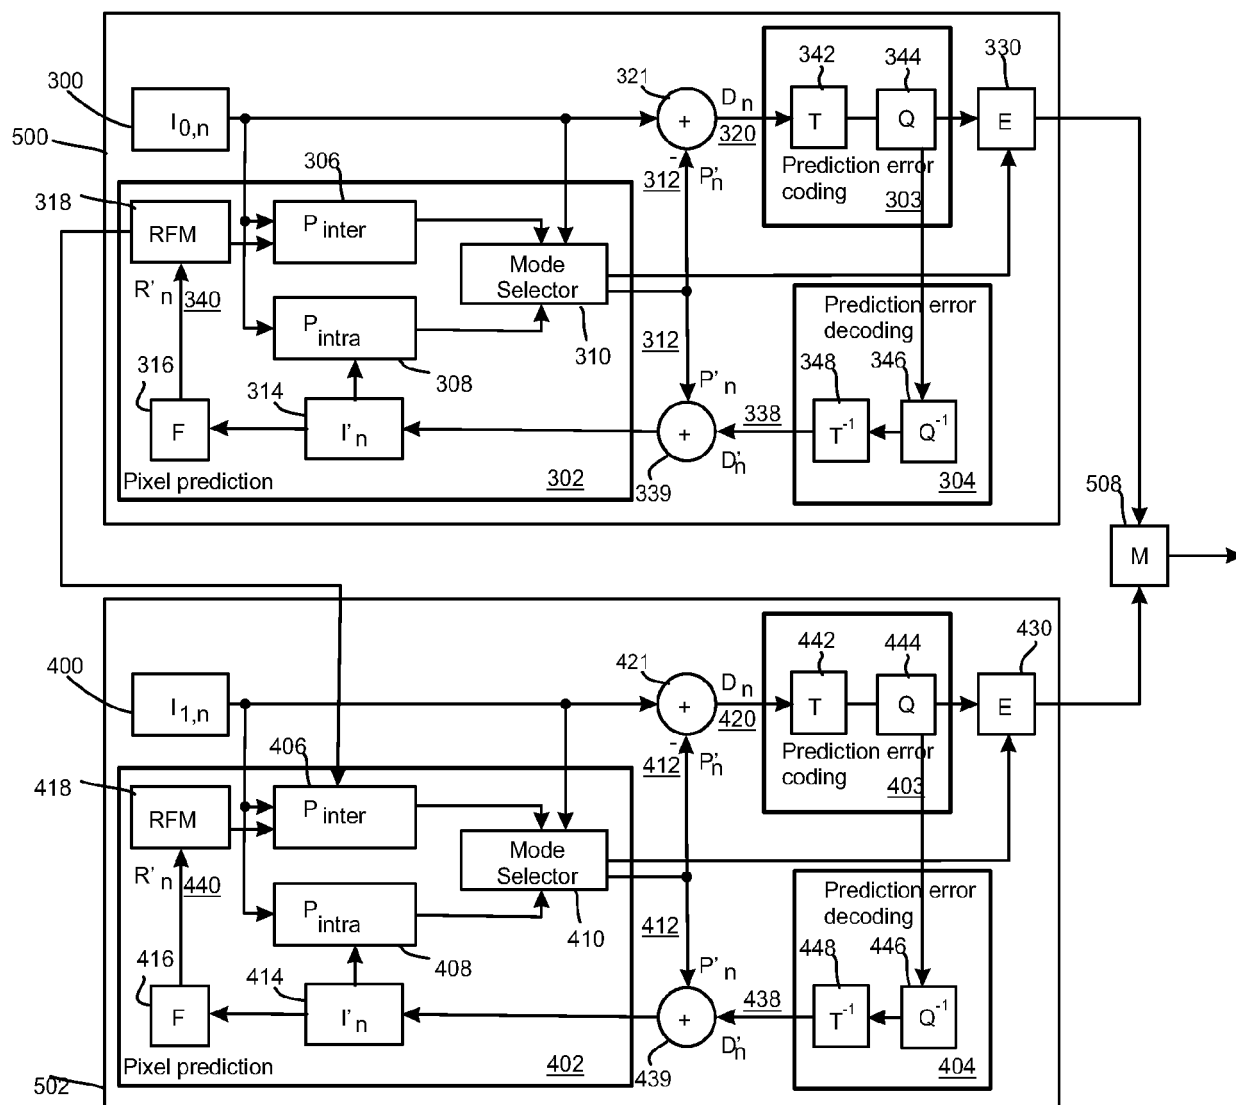 300
I0,n
500
318
RFM
306
P inter
R'n
340
316
F
314
I'n
P intra
308
Mode
Selector
310
Pixel prediction
302
321
+
Dn
320
-
312
P'n
342
T
344
Q
Prediction error
coding
303
330
E
312
P'n
+
339
338
D'n
Prediction error
decoding
348
T-1
346
Q-1
304
508
M
400
I1,n
502
418
RFM
406
P inter
R'n
440
416
F
414
I'n
P intra
408
Mode
Selector
410
Pixel prediction
402
421
+
Dn
420
-
412
P'n
442
T
444
Q
Prediction error
coding
403
430
E
412
P'n
+
439
438
D'n
Prediction error
decoding
448
T-1
446
Q-1
404